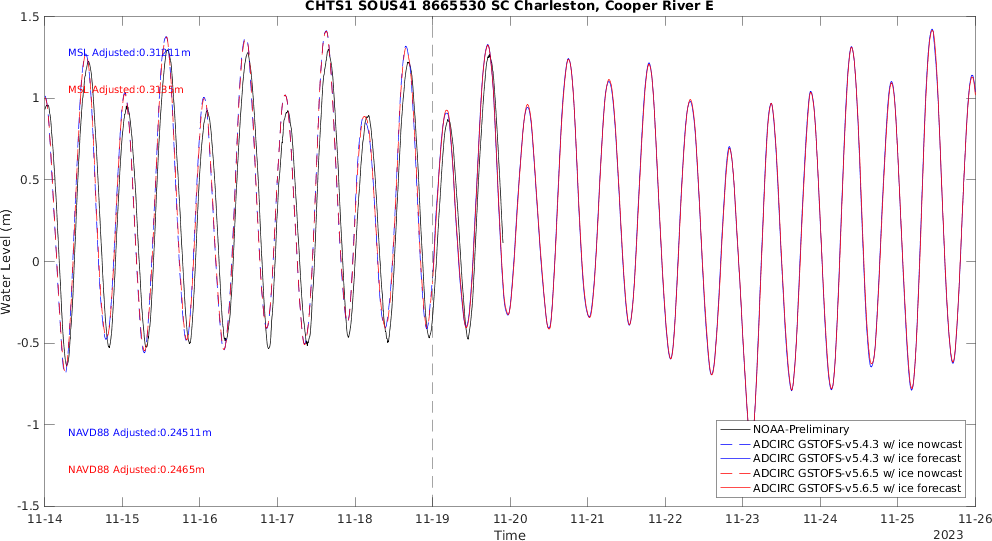 CHTS1 SOUS41 8665530 SC Charleston, Cooper River E
MSL Adjusted:0.31211m
MSL Adjusted:0.3135m
NAVD88 Adjusted:0.24511m
NAVD88 Adjusted:0.2465m
Water Level (m)
1.5
1
0.5
0
-0.5
-1
-1.5
NOAA-Preliminary
ADCIRC GSTOFS-v5.4.3 w/ ice nowcast
ADCIRC GSTOFS-v5.4.3 w/ ice forecast
ADCIRC GSTOFS-v5.6.5 w/ ice nowcast
ADCIRC GSTOFS-v5.6.5 w/ ice forecast
11-14 11-15 11-16 11-17 11-18 11-19 11-20 11-21 11-22 11-23 11-24 11-25 11-26
Time
2023